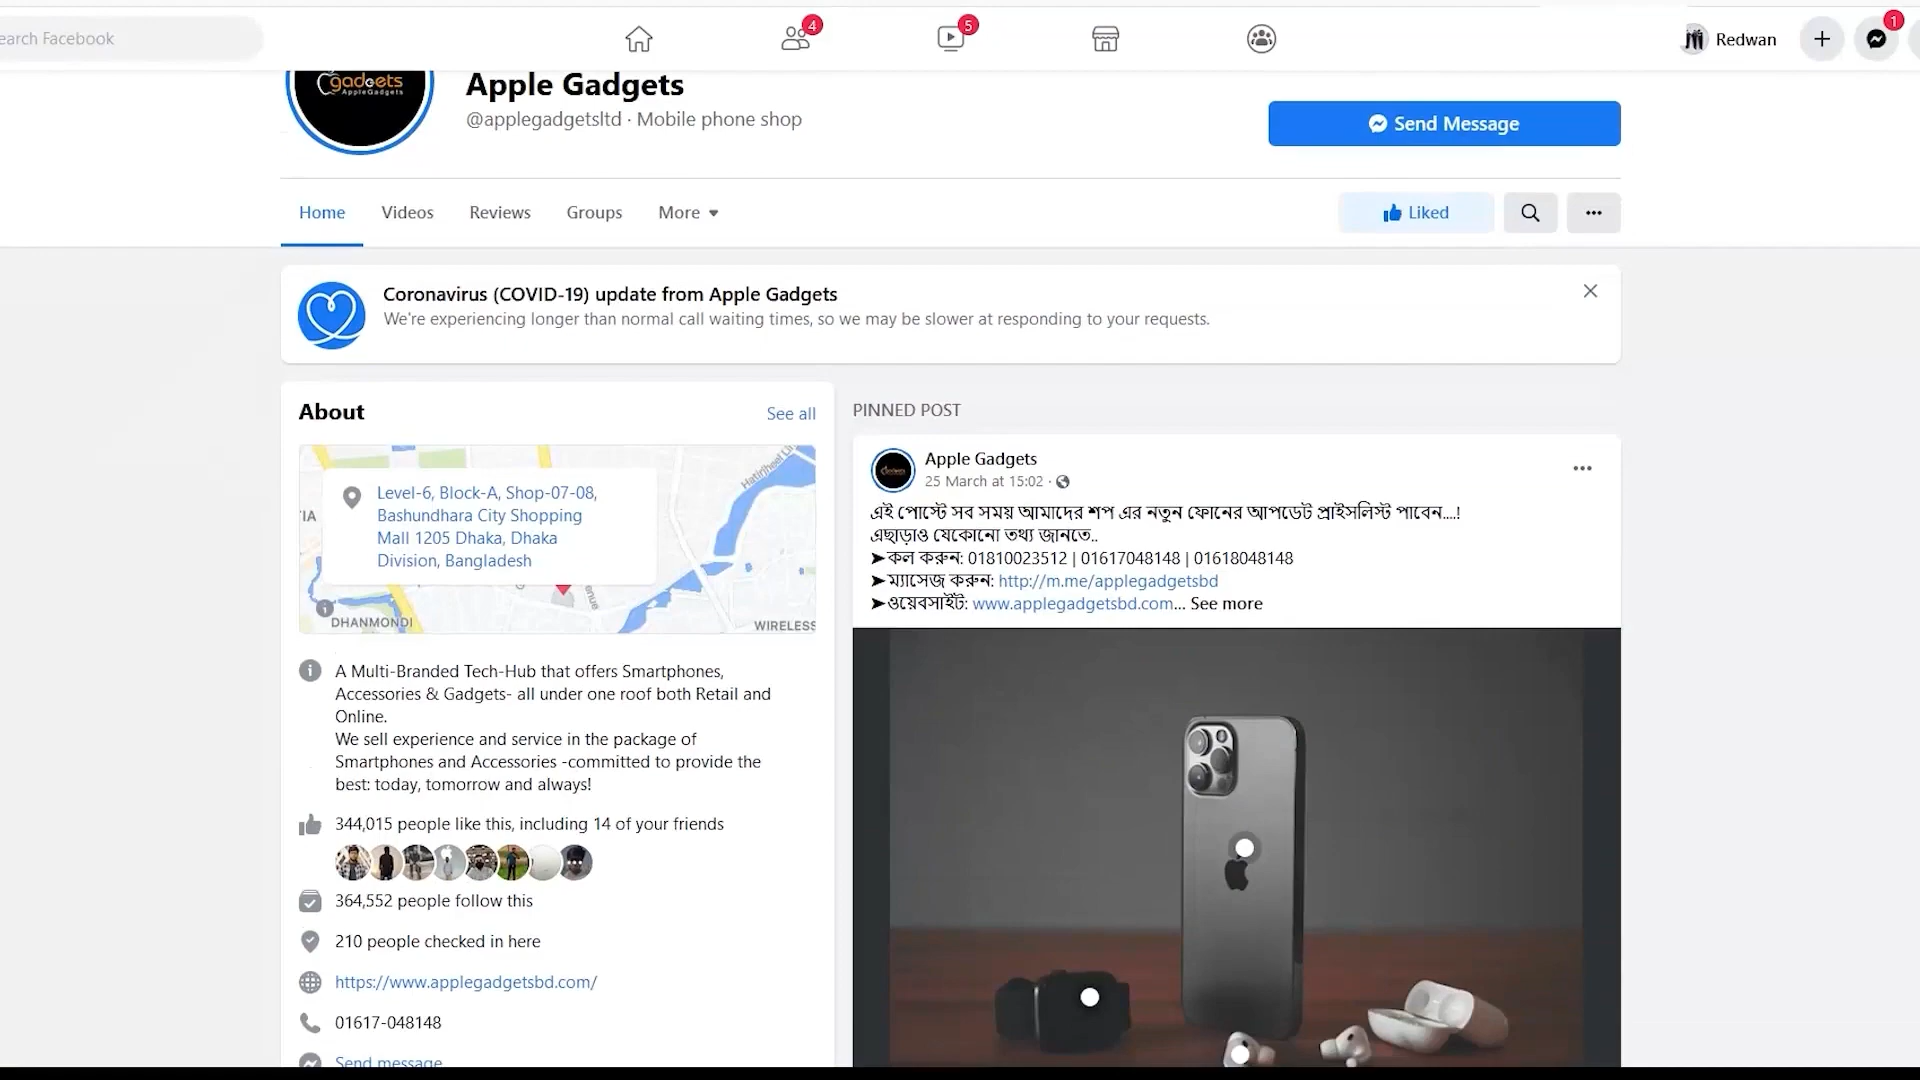 earch Facebook
4
5
Redwan
1
gadgets
AppleGadgets
Apple Gadgets
@applegadgetsltd · Mobile phone shop
Send Message
Home
Videos
Reviews
Groups
More
Liked
Coronavirus (COVID-19) update from Apple Gadgets
We're experiencing longer than normal call waiting times, so we may be slower at responding to your requests.
About
See all
Level-6, Block-A, Shop-07-08,
Bashundhara City Shopping
Mall 1205 Dhaka, Dhaka
Division, Bangladesh
DHANMONDI
WIRELESS
A Multi-Branded Tech-Hub that offers Smartphones,
Accessories & Gadgets- all under one roof both Retail and
Online.
We sell experience and service in the package of
Smartphones and Accessories -committed to provide the
best: today, tomorrow and always!
344,015 people like this, including 14 of your friends
364,552 people follow this
210 people checked in here
https://www.applegadgetsbd.com/
01617-048148
Send message
PINNED POST
Apple Gadgets
25 March at 15:02 ·
এই পোস্টে সব সময় আমাদের শপ এর নতুন ফোনের আপডেট প্রাইসলিস্ট পাবেন....!
এছাড়াও যেকোনো তথ্য জানতে..
➤কল করুন: 01810023512 | 01617048148 | 01618048148
➤ম্যাসেজ করুন: http://m.me/applegadgetsbd
➤ওয়েবসাইট: www.applegadgetsbd.com... See more